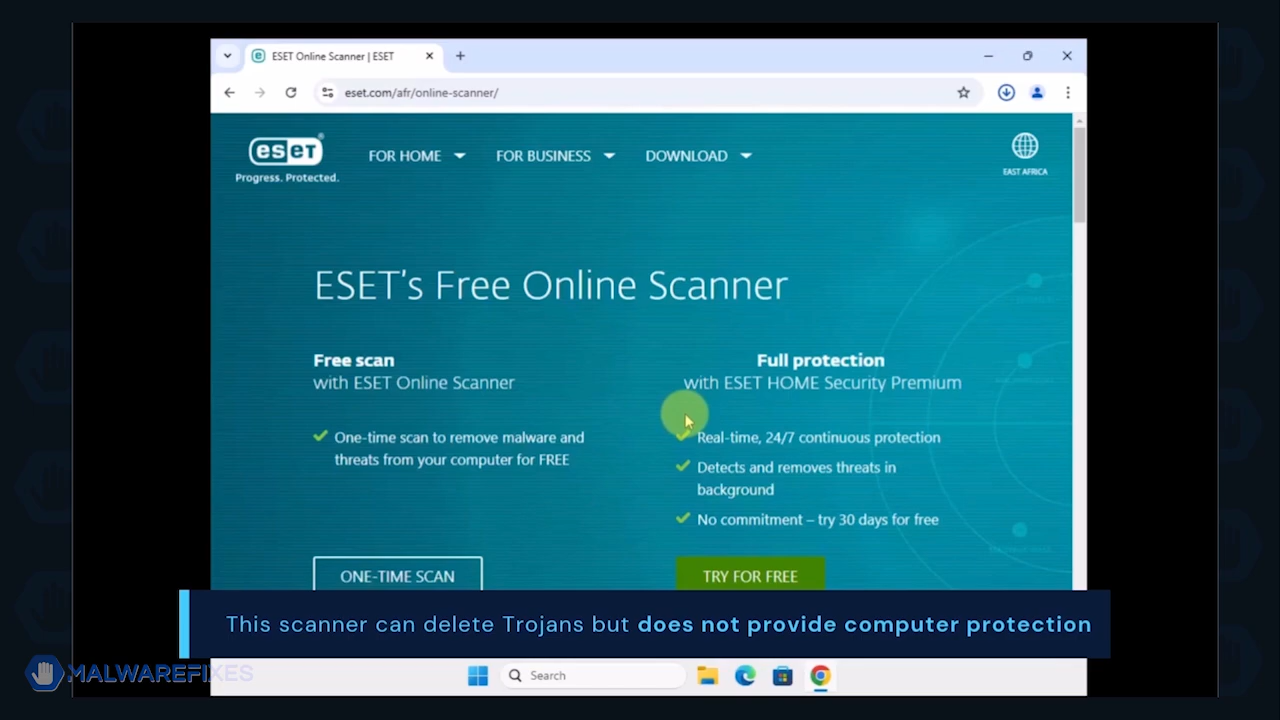 ESET Online Scanner | ESET
eset.com/afr/online-scanner/
eseT®
Progress. Protected.
FOR HOME
FOR BUSINESS
DOWNLOAD
EAST AFRICA
ESET's Free Online Scanner
Free scan
with ESET Online Scanner
One-time scan to remove malware and
threats from your computer for FREE
ONE-TIME SCAN
Full protection
with ESET HOME Security Premium
Real-time, 24/7 continuous protection
Detects and removes threats in
background
No commitment – try 30 days for free
TRY FOR FREE
This scanner can delete Trojans but does not provide computer protection
MALWAREFIXES
Search